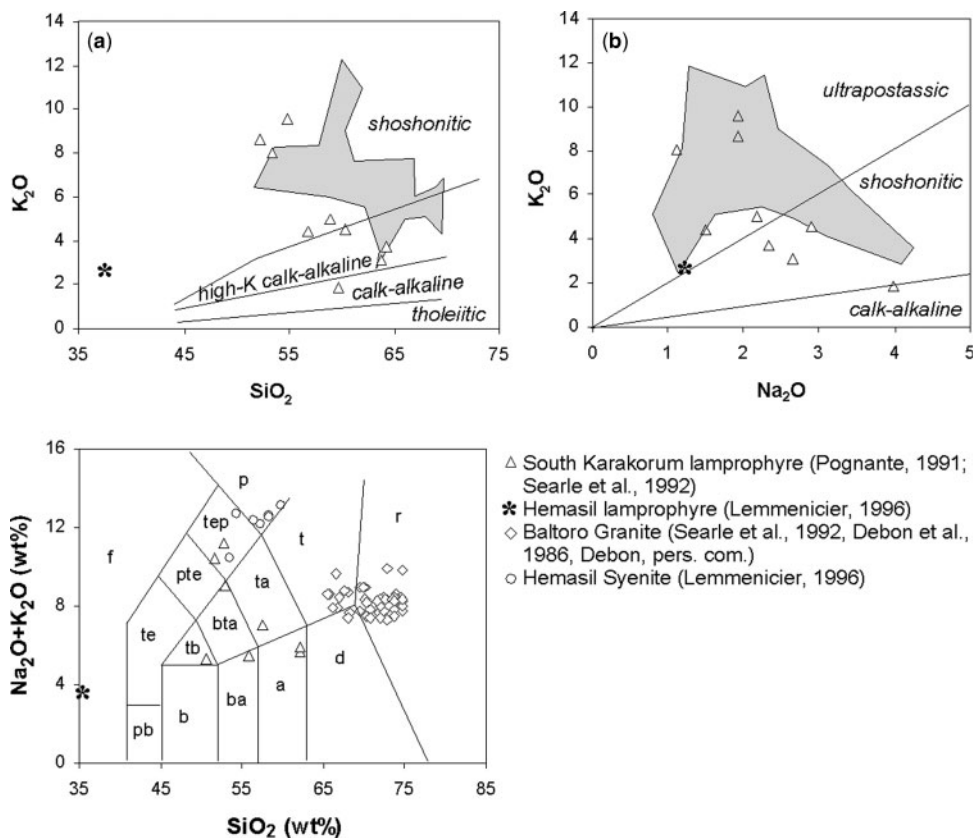 (a)
14
12
10
8
6
4
2
0
K2O
shoshonitic
high-K calk-alkaline
calk-alkaline
tholeiitic
35 45 55 65 75
SiO2
(b)
14
12
10
8
6
4
2
0
K2O
ultrapostassic
shoshonitic
calk-alkaline
0 1 2 3 4 5
Na2O
16
12
8
4
0
Na2O+K2O (wt%)
p
f tep t r
pte ta
te bta
tb d
pb b ba a
35 45 55 65 75 85
SiO2 (wt%)
South Karakorum lamprophyre (Pognante, 1991;
Searle et al., 1992)
Hemasil lamprophyre (Lemmenicier, 1996)
Baltoro Granite (Searle et al., 1992, Debon et al.,
1986, Debon, pers. com.)
Hemasil Syenite (Lemmenicier, 1996)